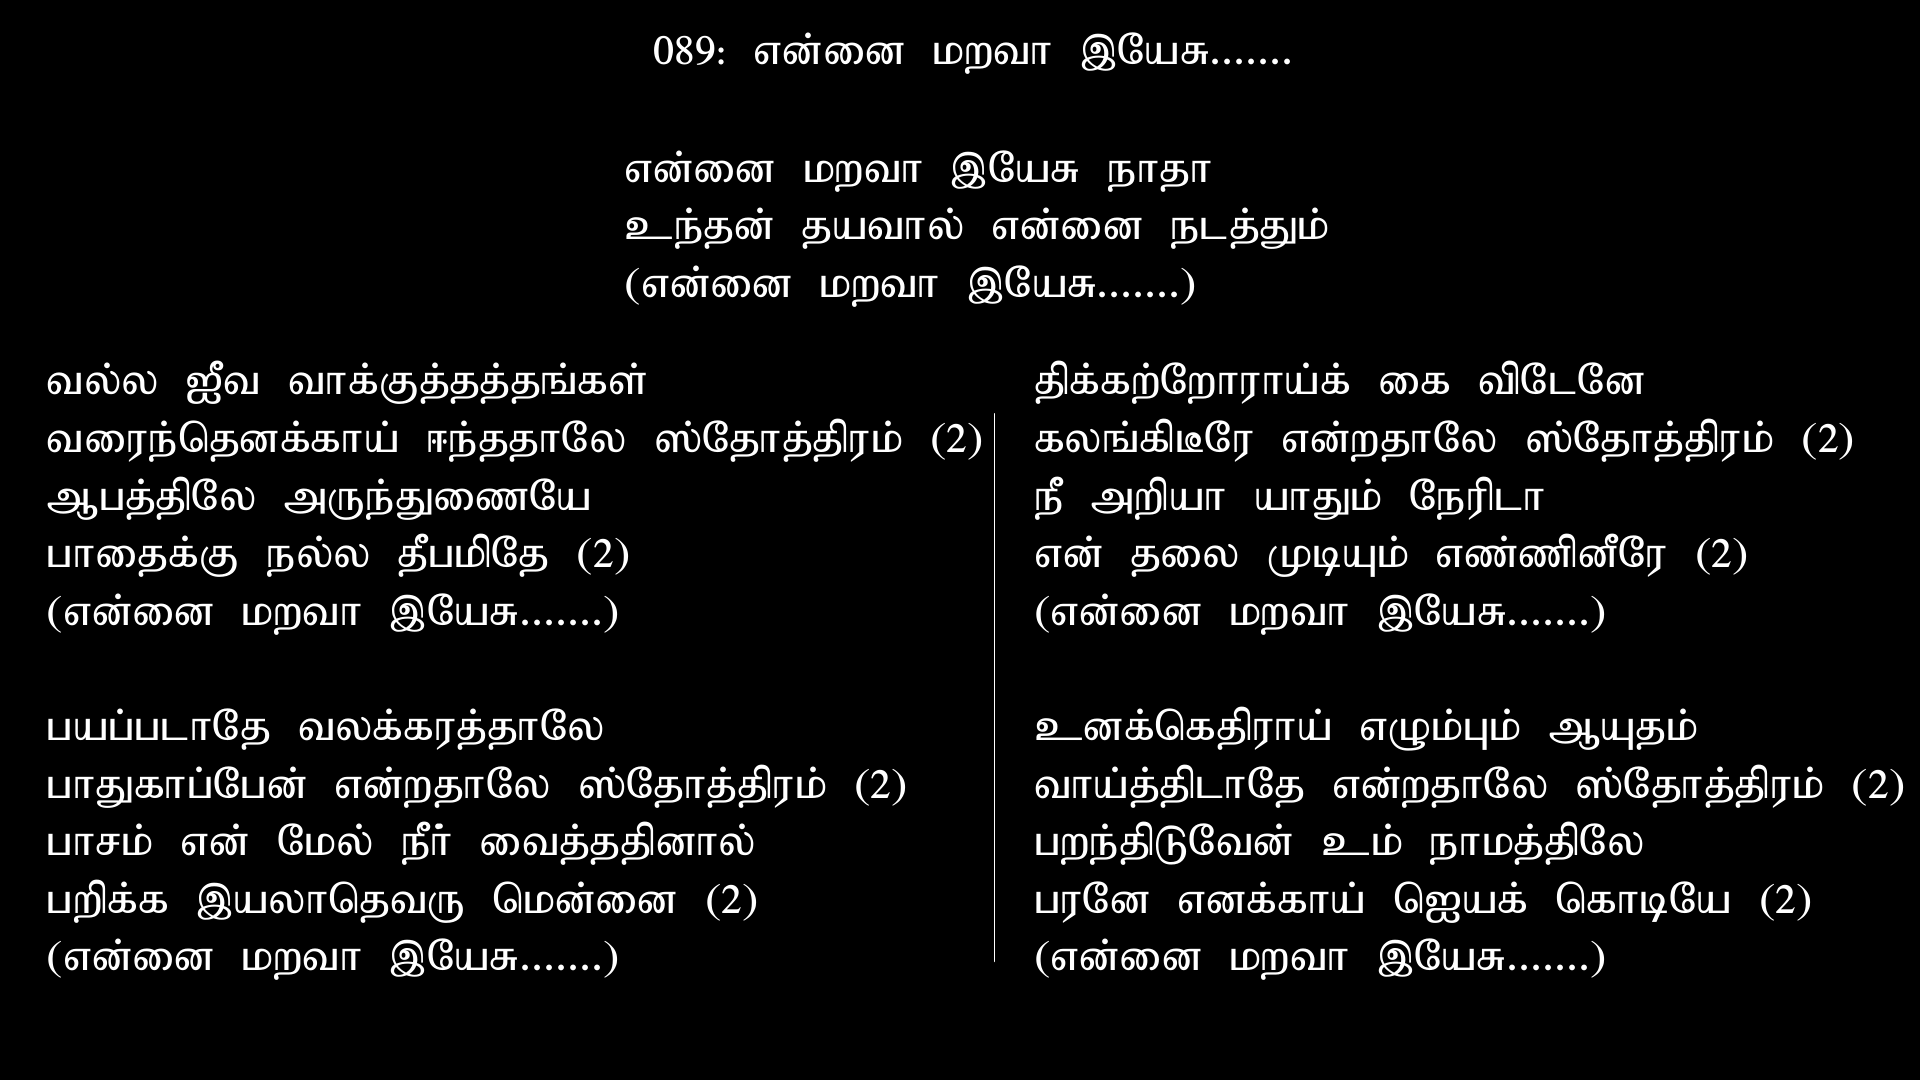 089: என்னை மறவா இயேசு.......
என்னை மறவா இயேசு நாதா
உந்தன் தயவால் என்னை நடத்தும்
(என்னை மறவா இயேசு.......)
வல்ல ஜீவ வாக்குத்தத்தங்கள்
வரைந்தெனக்காய் ஈந்ததாலே ஸ்தோத்திரம் (2)
ஆபத்திலே அருந்துணையே
பாதைக்கு நல்ல தீபமிதே (2)
(என்னை மறவா இயேசு.......)
பயப்படாதே வலக்கரத்தாலே
பாதுகாப்பேன் என்றதாலே ஸ்தோத்திரம் (2)
பாசம் என் மேல் நீர் வைத்ததினால்
பறிக்க இயலாதெவரு மென்னை (2)
(என்னை மறவா இயேசு.......)
திக்கற்றோராய்க் கை விடேனே
கலங்கிடீரே என்றதாலே ஸ்தோத்திரம் (2)
நீ அறியா யாதும் நேரிடா
என் தலை முடியும் எண்ணினீரே (2)
(என்னை மறவா இயேசு.......)
உனக்கெதிராய் எழும்பும் ஆயுதம்
வாய்த்திடாதே என்றதாலே ஸ்தோத்திரம் (2)
பறந்திடுவேன் உம் நாமத்திலே
பரனே எனக்காய் ஜெயக் கொடியே (2)
(என்னை மறவா இயேசு.......)